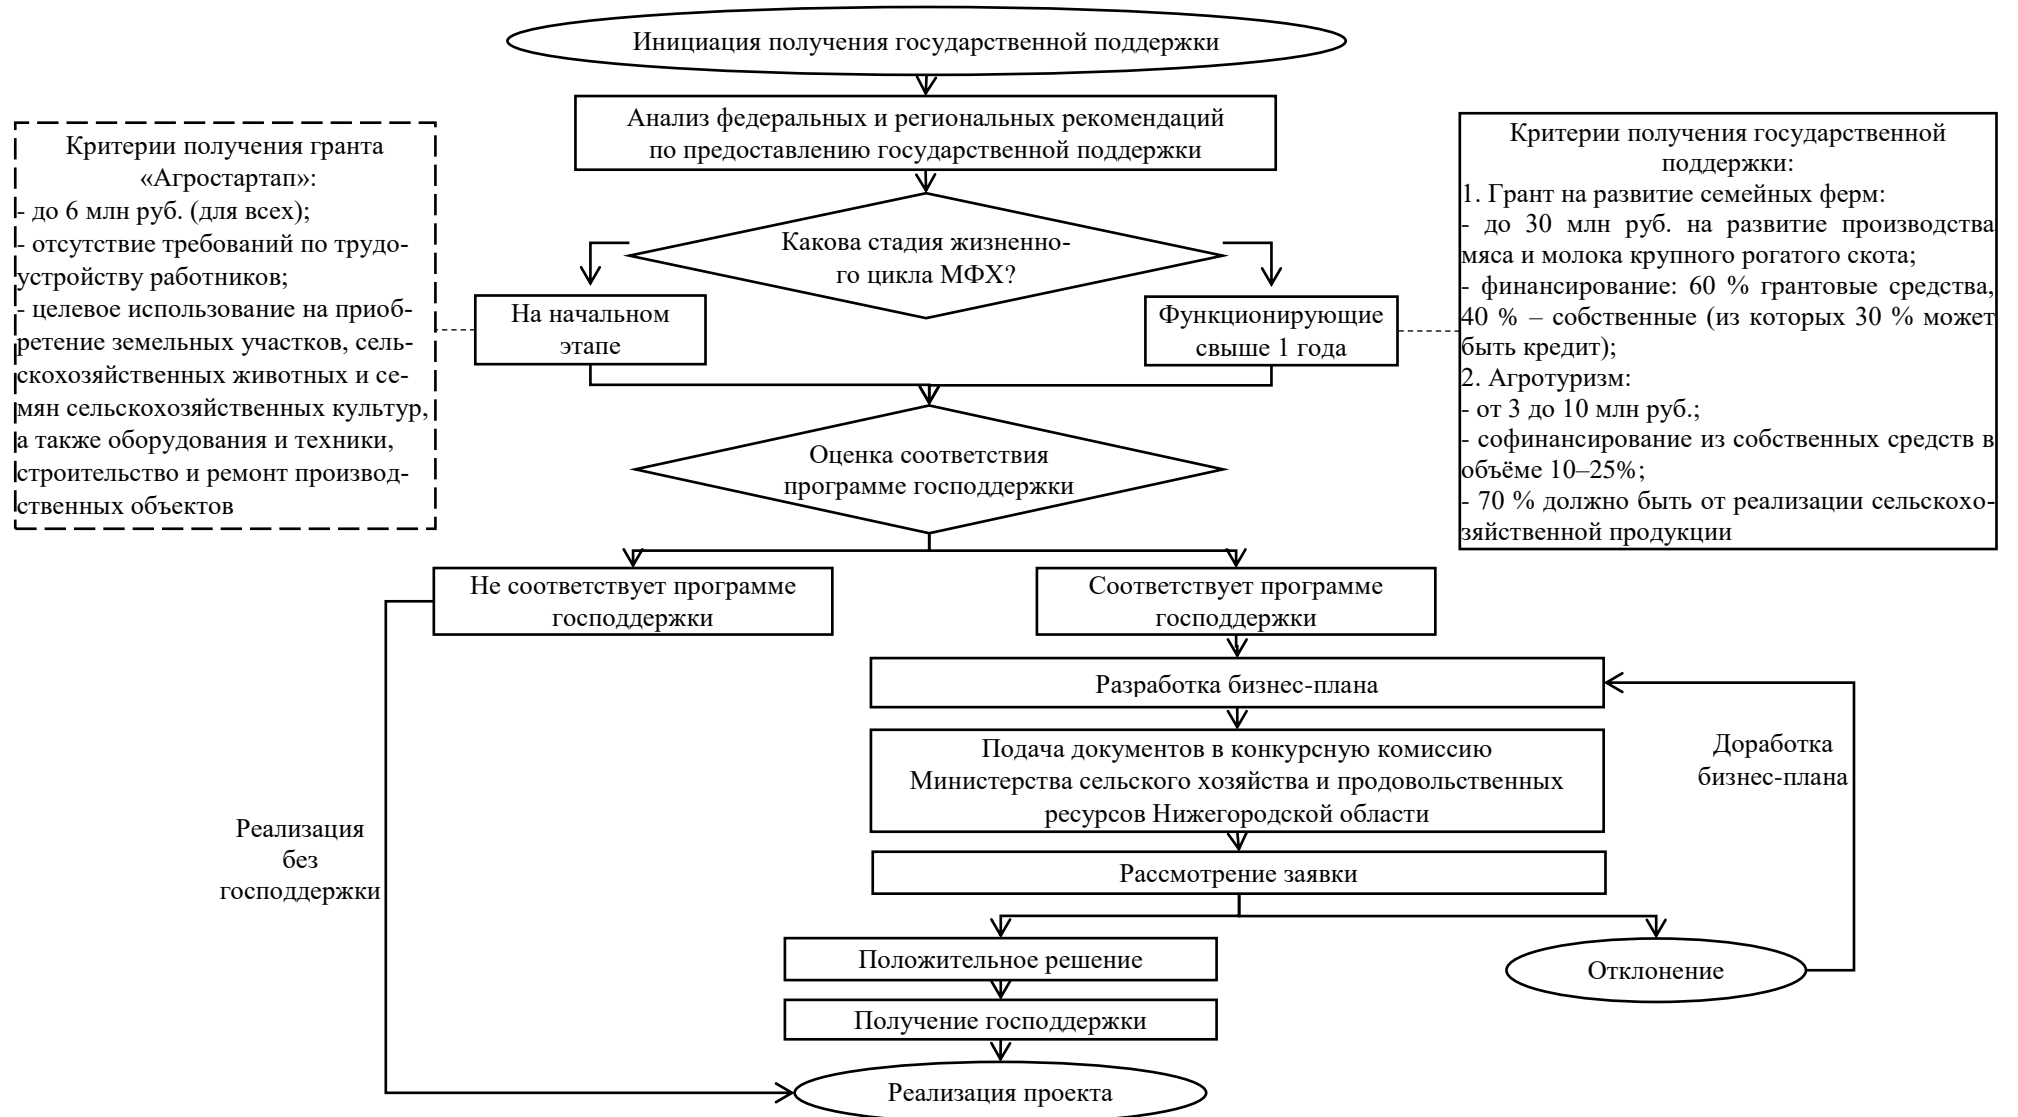 Инициация получения государственной поддержки
Анализ федеральных и региональных рекомендаций
по предоставлению государственной поддержки
Критерии получения гранта
«Агростартап»:
- до 6 млн руб. (для всех);
- отсутствие требований по трудо-
устройству работников;
- целевое использование на приоб-
ретение земельных участков, сель-
скохозяйственных животных и се-
мян сельскохозяйственных культур,
а также оборудования и техники,
строительство и ремонт производ-
ственных объектов
Какова стадия жизненно-
го цикла МФХ?
На начальном
этапе
Функционирующие
свыше 1 года
Критерии получения государственной
поддержки:
1. Грант на развитие семейных ферм:
- до 30 млн руб. на развитие производства
мяса и молока крупного рогатого скота;
- финансирование: 60 % грантовые средства,
40 % – собственные (из которых 30 % может
быть кредит);
2. Агротуризм:
- от 3 до 10 млн руб.;
- софинансирование из собственных средств в
объёме 10–25%;
- 70 % должно быть от реализации сельскохо-
зяйственной продукции
Оценка соответствия
программе господдержки
Не соответствует программе
господдержки
Соответствует программе
господдержки
Разработка бизнес-плана
Подача документов в конкурсную комиссию
Министерства сельского хозяйства и продовольственных
ресурсов Нижегородской области
Доработка
бизнес-плана
Реализация
без
господдержки
Рассмотрение заявки
Положительное решение
Отклонение
Получение господдержки
Реализация проекта